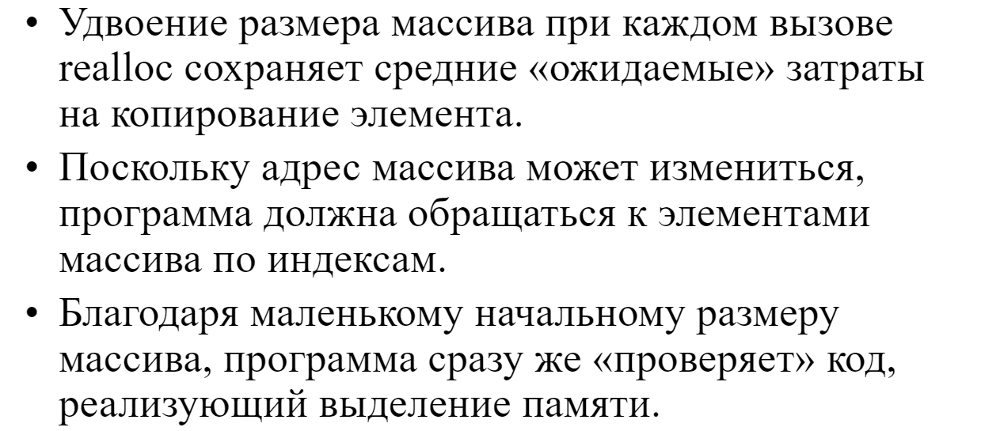 • Удвоение размера массива при каждом вызове
realloc сохраняет средние «ожидаемые» затраты
на копирование элемента.
• Поскольку адрес массива может измениться,
программа должна обращаться к элементами
массива по индексам.
• Благодаря маленькому начальному размеру
массива, программа сразу же «проверяет» код,
реализующий выделение памяти.